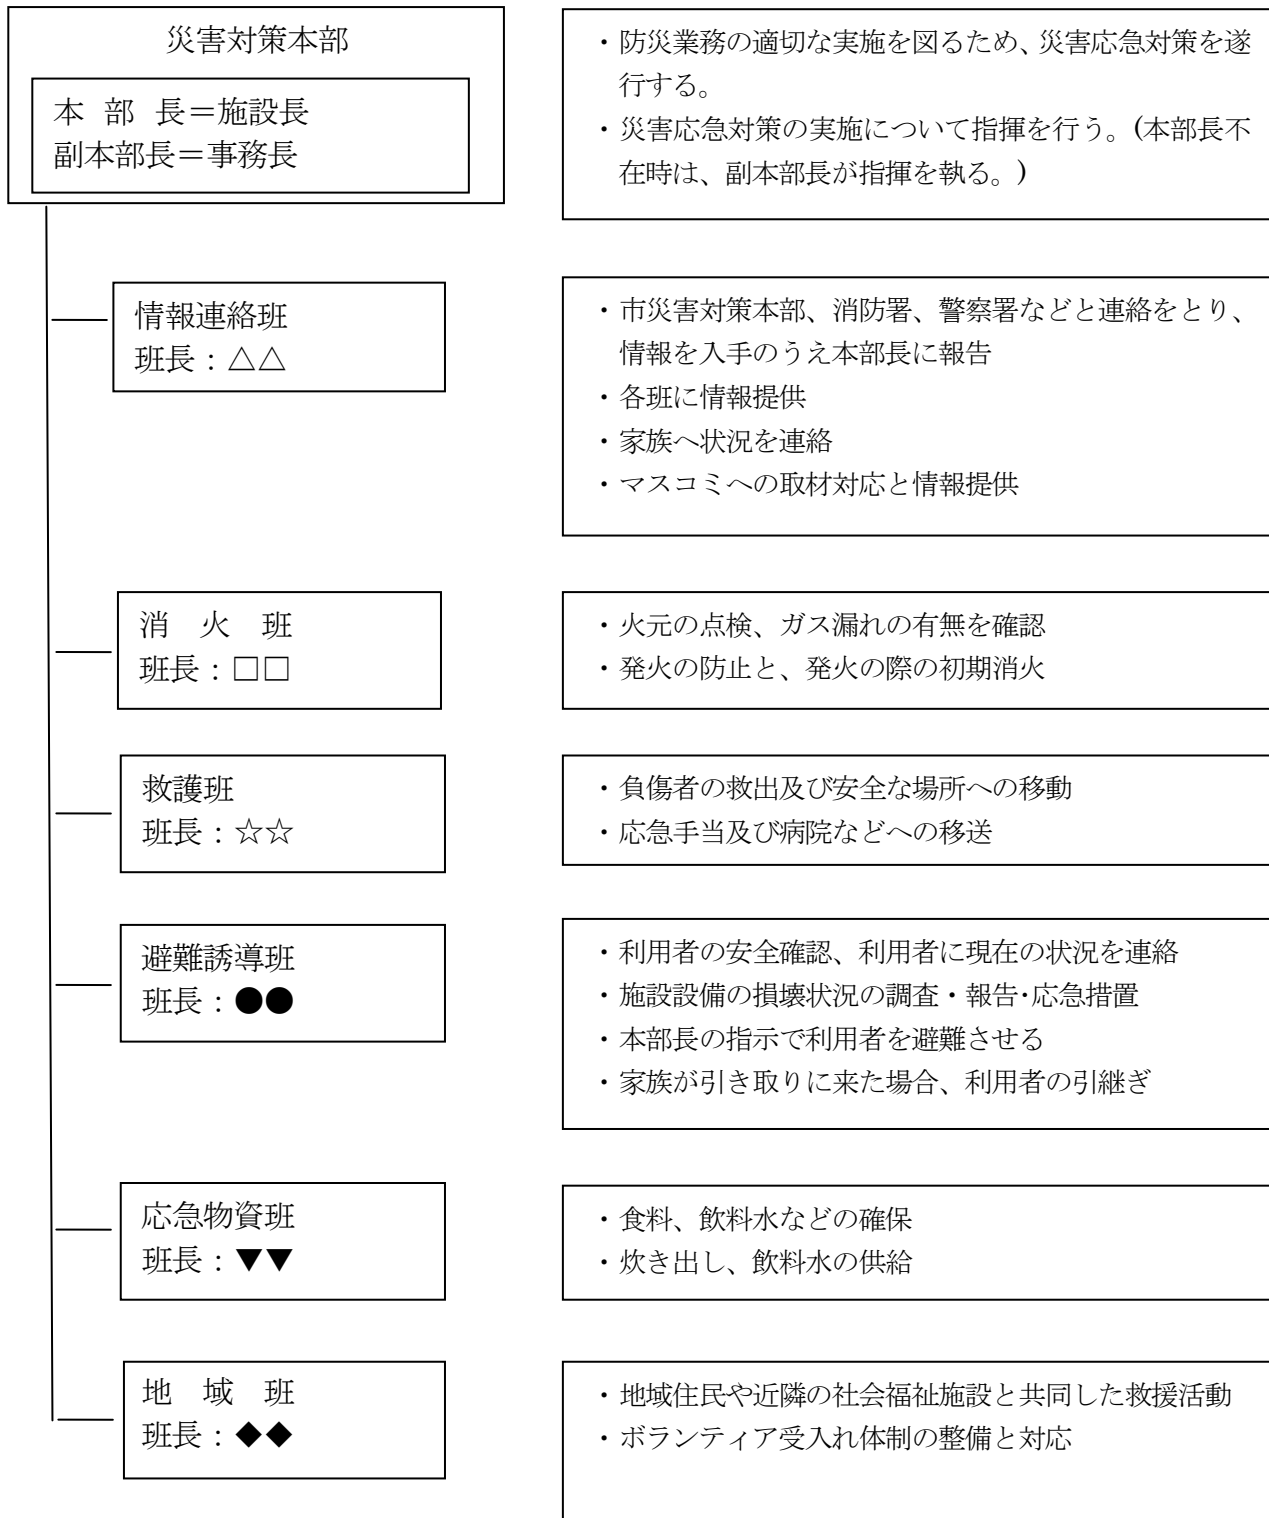 災害対策本部
本 部 長=施設長
副本部長=事務長
・防災業務の適切な実施を図るため、災害応急対策を遂
行する。
・災害応急対策の実施について指揮を行う。(本部長不
在時は、副本部長が指揮を執る。)
情報連絡班
班長:△△
・市災害対策本部、消防署、警察署などと連絡をとり、
情報を入手のうえ本部長に報告
・各班に情報提供
・家族へ状況を連絡
・マスコミへの取材対応と情報提供
消 火 班
班長:□□
・火元の点検、ガス漏れの有無を確認
・発火の防止と、発火の際の初期消火
救護班
班長:☆☆
・負傷者の救出及び安全な場所への移動
・応急手当及び病院などへの移送
避難誘導班
班長:●●
・利用者の安全確認、利用者に現在の状況を連絡
・施設設備の損壊状況の調査・報告・応急措置
・本部長の指示で利用者を避難させる
・家族が引き取りに来た場合、利用者の引継ぎ
応急物資班
班長:▼▼
・食料、飲料水などの確保
・炊き出し、飲料水の供給
地 域 班
班長:◆◆
・地域住民や近隣の社会福祉施設と共同した救援活動
・ボランティア受入れ体制の整備と対応